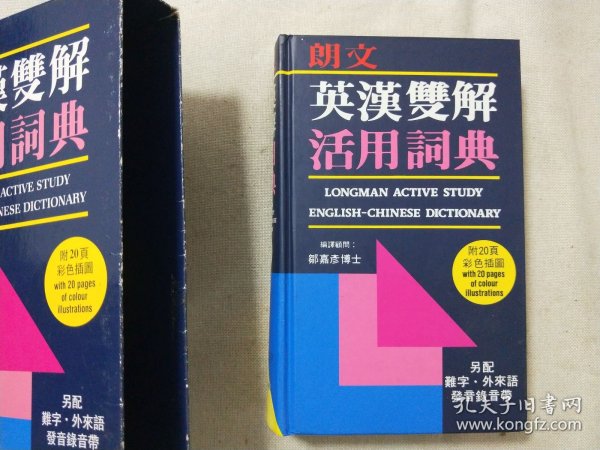 漢雙解
用詞典
ACTIVE STUDY
NESE DICTIONARY
附20頁
彩色插圖
with 20 pages
of colour
illustrations
另配
難字·外來語
發音錄音帶
朗文
英漢雙解
活用詞典
LONGMAN ACTIVE STUDY
ENGLISH-CHINESE DICTIONARY
編譯顧問:
鄒嘉彥博士
附20頁
彩色插圖
with 20 pages
of colour
illustrations
另配
難字·外來語
發音錄音帶
孔夫子旧书网
www.kongfz.com